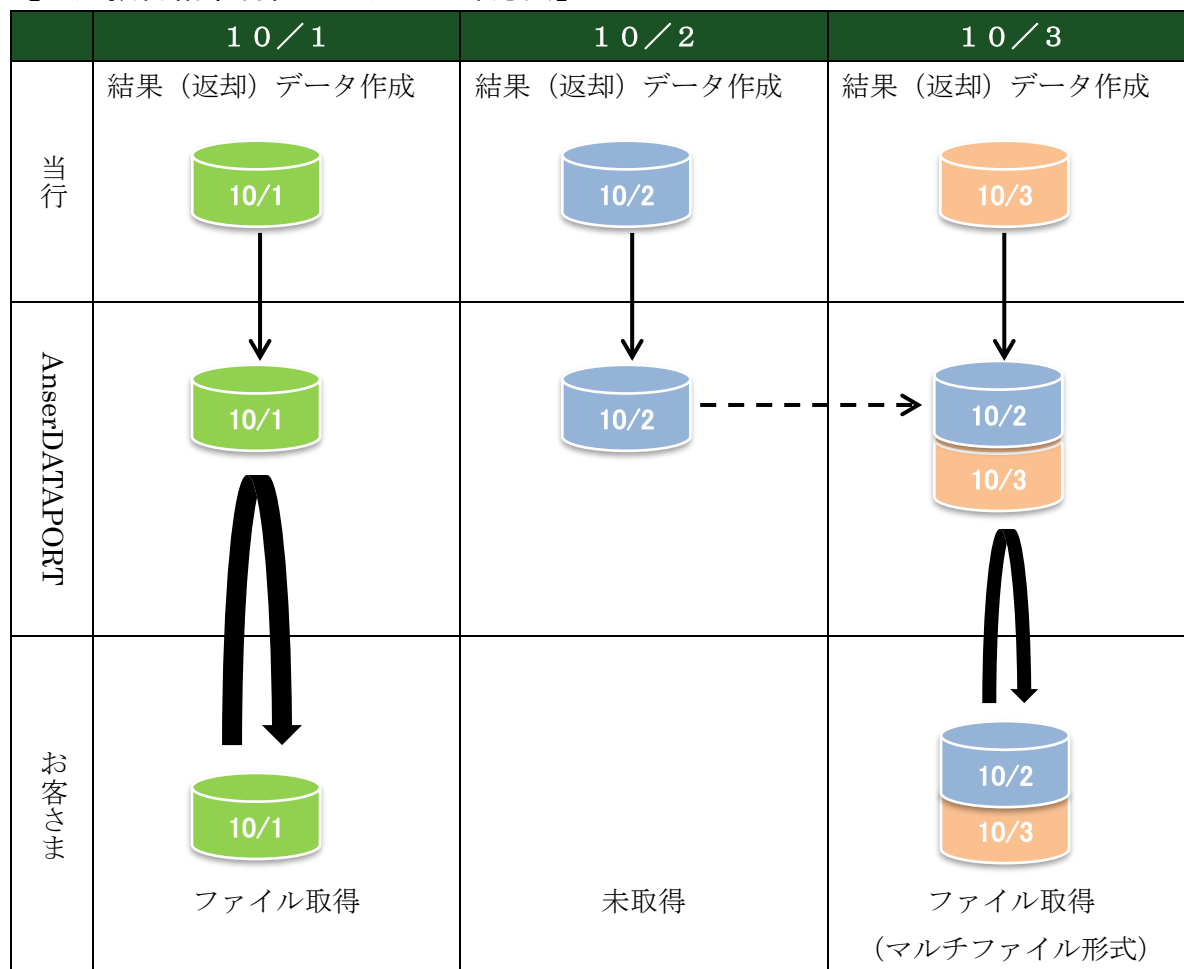 １０／１
１０／２
１０／３
当行
結果（返却）データ作成
結果（返却）データ作成
結果（返却）データ作成
10/1
10/2
10/3
AnserDATAPORT
10/1
10/2
10/2
10/3
お客さま
10/1
10/2
10/3
ファイル取得
未取得
ファイル取得
（マルチファイル形式）